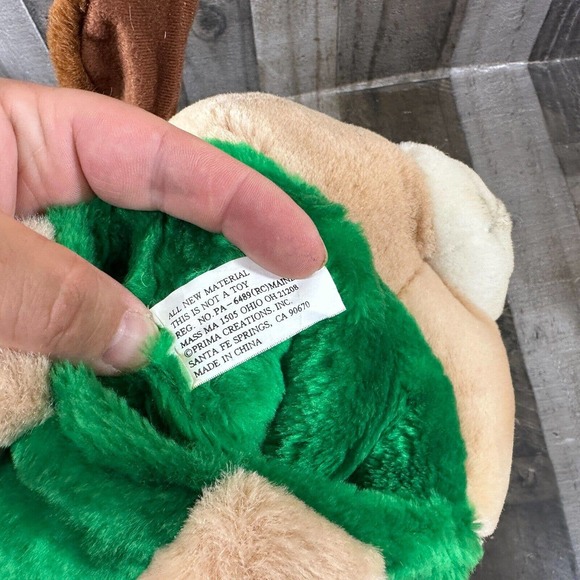 ALL NEW MATERIAL
THIS IS NOT A TOY
REG. NO. PA-6489(RC)MAINE
MASS MA 1505 OHIO OH 21208
©PRIMA CREATIONS, INC.
SANTA FE SPRINGS, CA 90670
MADE IN CHINA